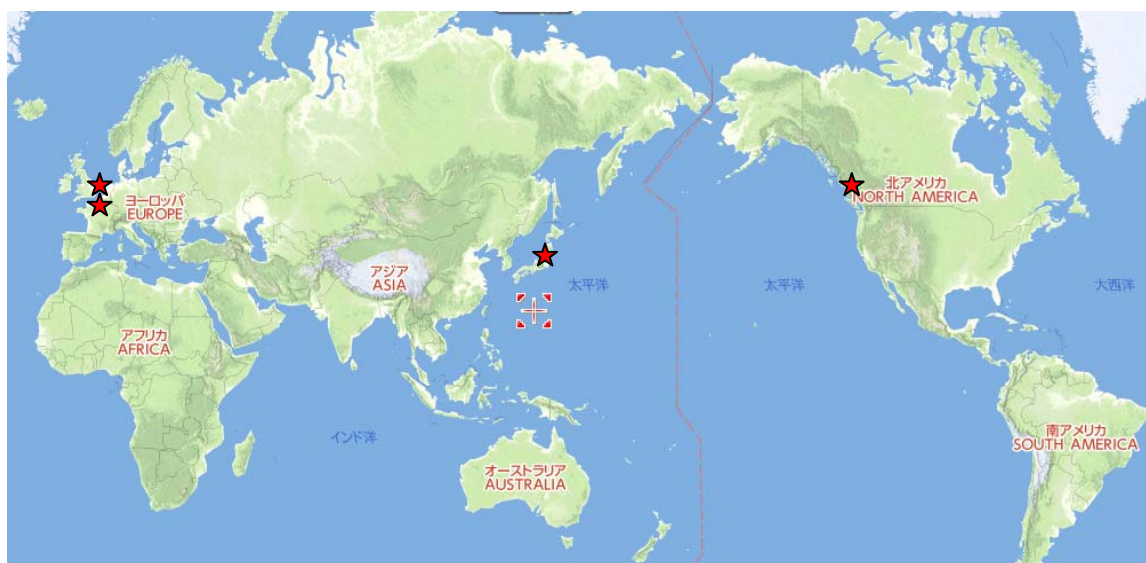 ヨーロッパ
EUROPE
北アメリカ
NORTH AMERICA
アジア
ASIA
太平洋
太平洋
大西洋
アフリカ
AFRICA
インド洋
南アメリカ
SOUTH AMERICA
オーストラリア
AUSTRALIA